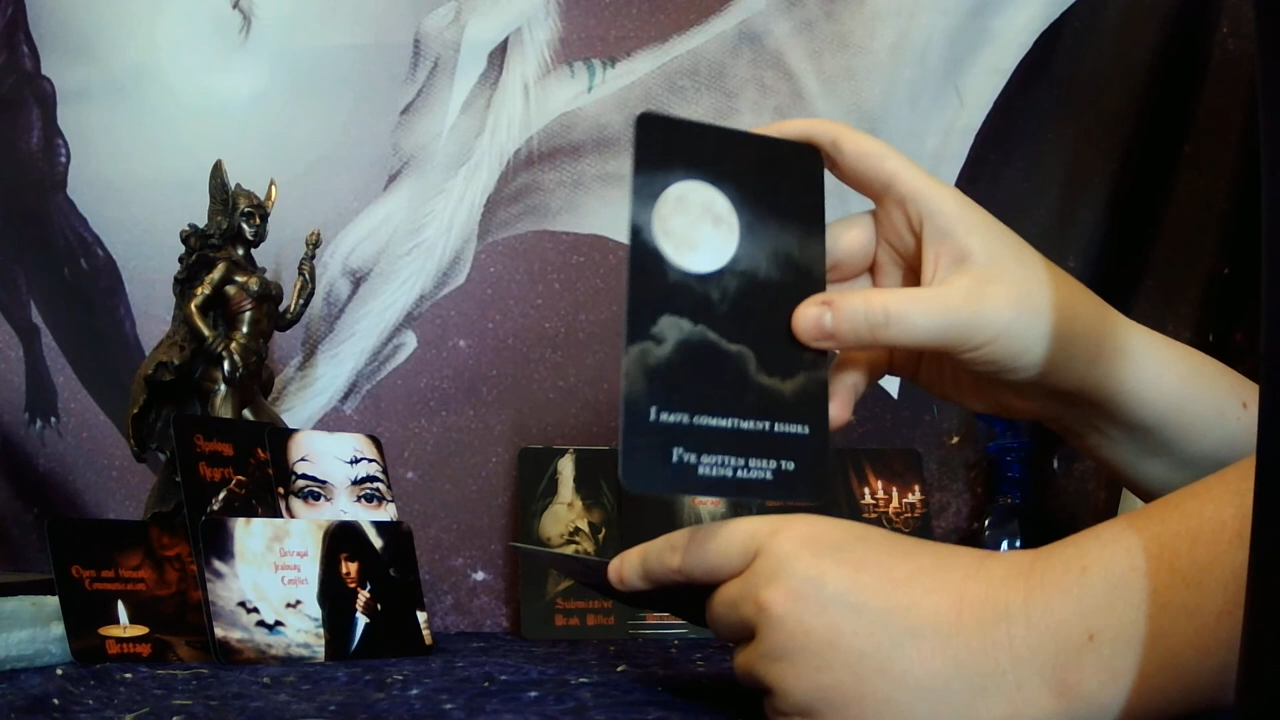 I HAVE COMMITMENT ISSUES
I'VE GOTTEN USED TO
BEING ALONE
Apology
Regret
Open and Honest
Communication
Message
Betrayal
Jealousy
Conflict
Courage
Submissive
Weak Willed